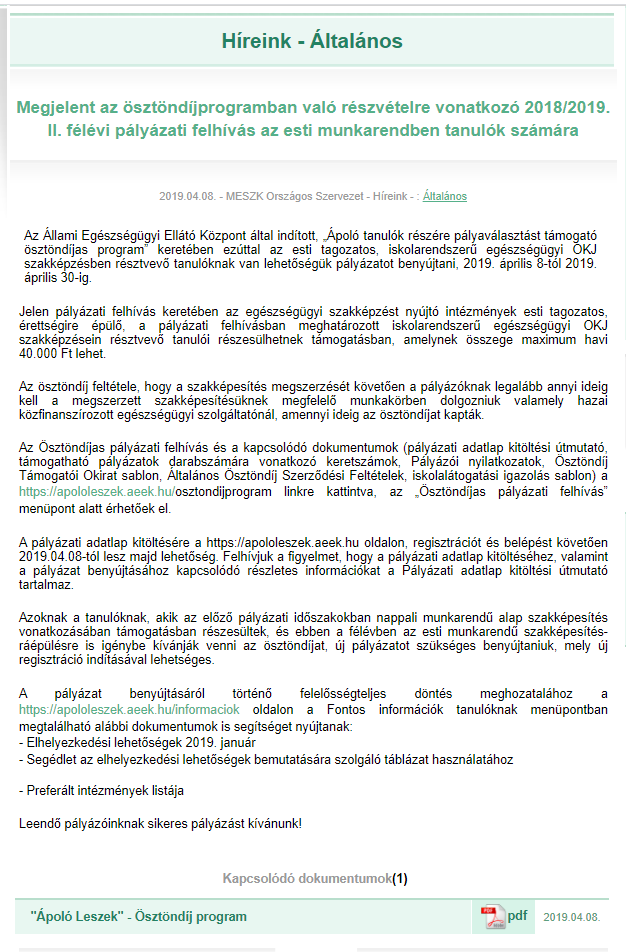 Híreink - Általános
Megjelent az ösztöndíjprogramban való részvételre vonatkozó 2018/2019.
II. félévi pályázati felhívás az esti munkarendben tanulók számára
2019.04.08. - MESZK Országos Szervezet - Híreink - : Általános
Az Állami Egészségügyi Ellátó Központ által indított, „Ápoló tanulók részére pályaválasztást támogató
ösztöndíjas program” keretében ezúttal az esti tagozatos, iskolarendszerű egészségügyi OKJ
szakképzésben résztvevő tanulóknak van lehetőségük pályázatot benyújtani, 2019. április 8-tól 2019.
április 30-ig.
Jelen pályázati felhívás keretében az egészségügyi szakképzést nyújtó intézmények esti tagozatos,
érettségire épülő, a pályázati felhívásban meghatározott iskolarendszerű egészségügyi OKJ
szakképzésein résztvevő tanulói részesülhetnek támogatásban, amelynek összege maximum havi
40.000 Ft lehet.
Az ösztöndíj feltétele, hogy a szakképesítés megszerzését követően a pályázóknak legalább annyi ideig
kell a megszerzett szakképesítésüknek megfelelő munkakörben dolgozniuk valamely hazai
közfinanszírozott egészségügyi szolgáltatónál, amennyi ideig az ösztöndíjat kapták.
Az Ösztöndíjas pályázati felhívás és a kapcsolódó dokumentumok (pályázati adatlap kitöltési útmutató,
támogatható pályázatok darabszámára vonatkozó keretszámok, Pályázói nyilatkozatok, Ösztöndíj
Támogatói Okirat sablon, Általános Ösztöndíj Szerződési Feltételek, iskolalátogatási igazolás sablon) a
https://apololeszek.aeek.hu/osztondijprogram linkre kattintva, az „Ösztöndíjas pályázati felhívás”
menüpont alatt érhetőek el.
A pályázati adatlap kitöltésére a https://apololeszek.aeek.hu oldalon, regisztrációt és belépést követően
2019.04.08-tól lesz majd lehetőség. Felhívjuk a figyelmet, hogy a pályázati adatlap kitöltéséhez, valamint
a pályázat benyújtásához kapcsolódó részletes információkat a Pályázati adatlap kitöltési útmutató
tartalmaz.
Azoknak a tanulóknak, akik az előző pályázati időszakokban nappali munkarendű alap szakképesítés
vonatkozásában támogatásban részesültek, és ebben a félévben az esti munkarendű szakképesítés-
ráépülésre is igénybe kívánják venni az ösztöndíjat, új pályázatot szükséges benyújtaniuk, mely új
regisztráció indításával lehetséges.
A pályázat benyújtásáról történő felelősségteljes döntés meghozatalához a
https://apololeszek.aeek.hu/informaciok oldalon a Fontos információk tanulóknak menüpontban
megtalálható alábbi dokumentumok is segítséget nyújtanak:
- Elhelyezkedési lehetőségek 2019. január
- Segédlet az elhelyezkedési lehetőségek bemutatására szolgáló táblázat használatához
- Preferált intézmények listája
Leendő pályázóinknak sikeres pályázást kívánunk!
Kapcsolódó dokumentumok(1)
"Ápoló Leszek" - Ösztöndíj program pdf 2019.04.08.